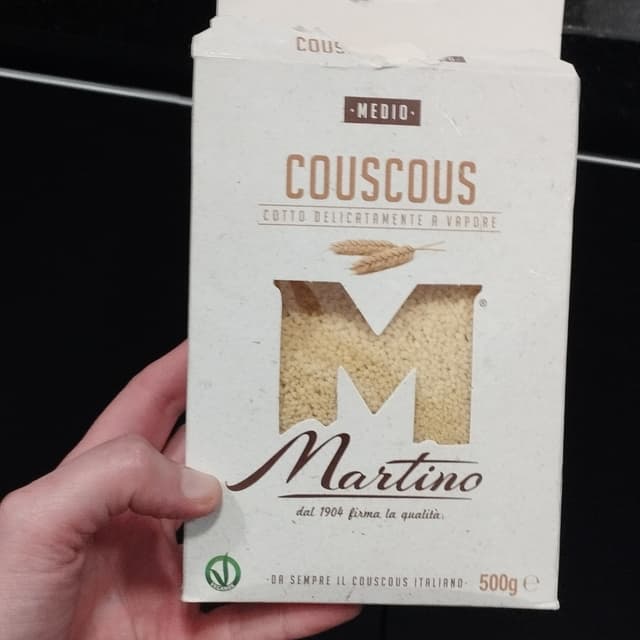 COUS
·MEDIO·
COUSCOUS
COTTO DELICATAMENTE A VAPORE
M®
Martino
dal 1904 firma la qualità.
·DA SEMPRE IL COUSCOUS ITALIANO· 500g ℮